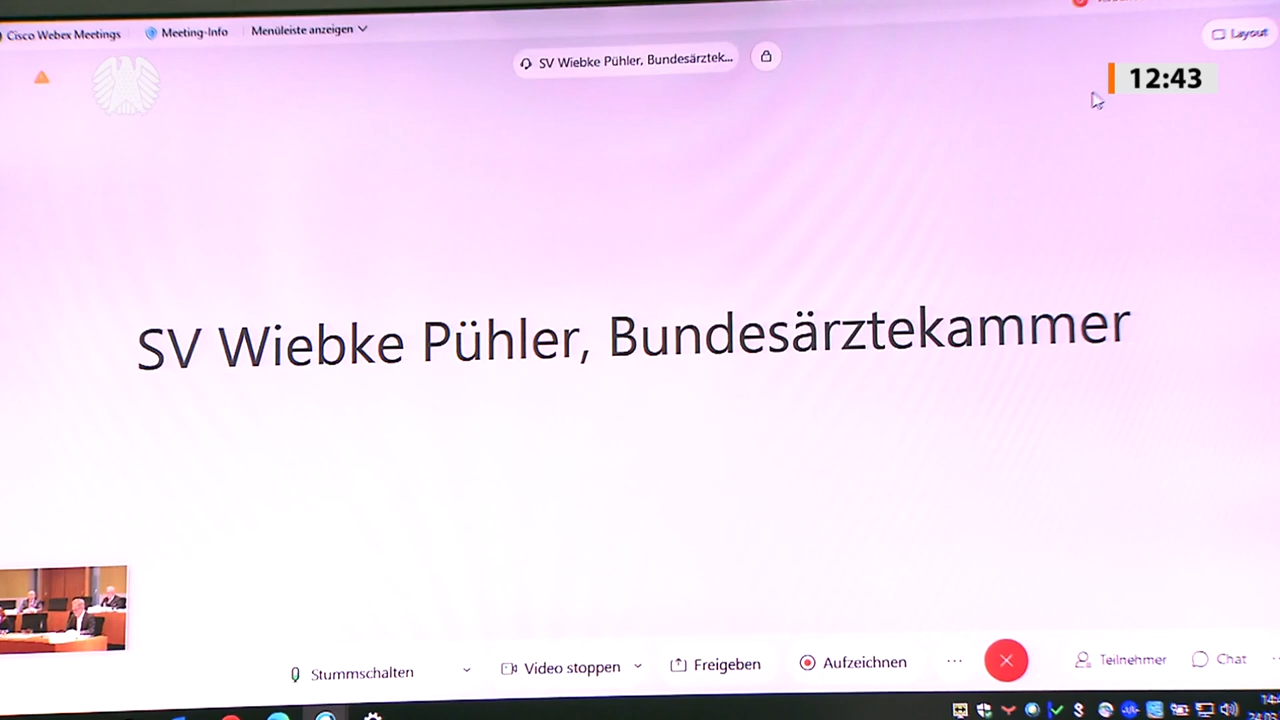 Cisco Webex Meetings
Meeting-Info
Menüleiste anzeigen
SV Wiebke Pühler, Bundesärztek...
Layout
12:43
SV Wiebke Pühler, Bundesärztekammer
Stummschalten
Video stoppen
Freigeben
Aufzeichnen
Teilnehmer
Chat